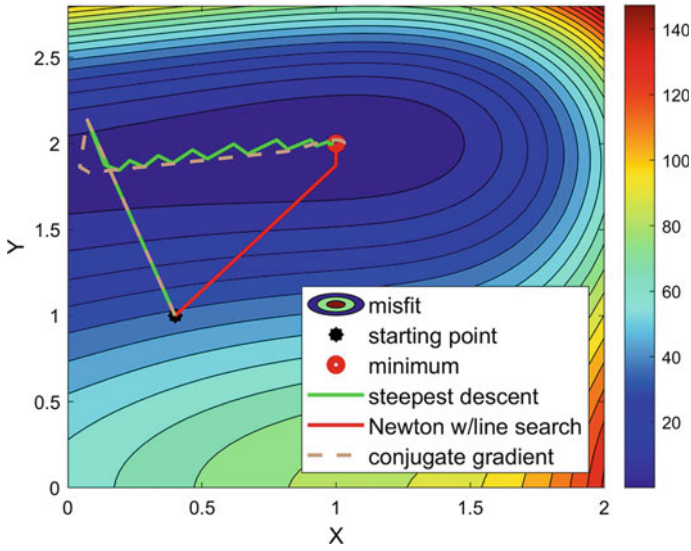 2.5
2
1.5
1
0.5
0
Y
0
0.5
1
1.5
2
X
misfit
starting point
minimum
steepest descent
Newton w/line search
conjugate gradient
140
120
100
80
60
40
20